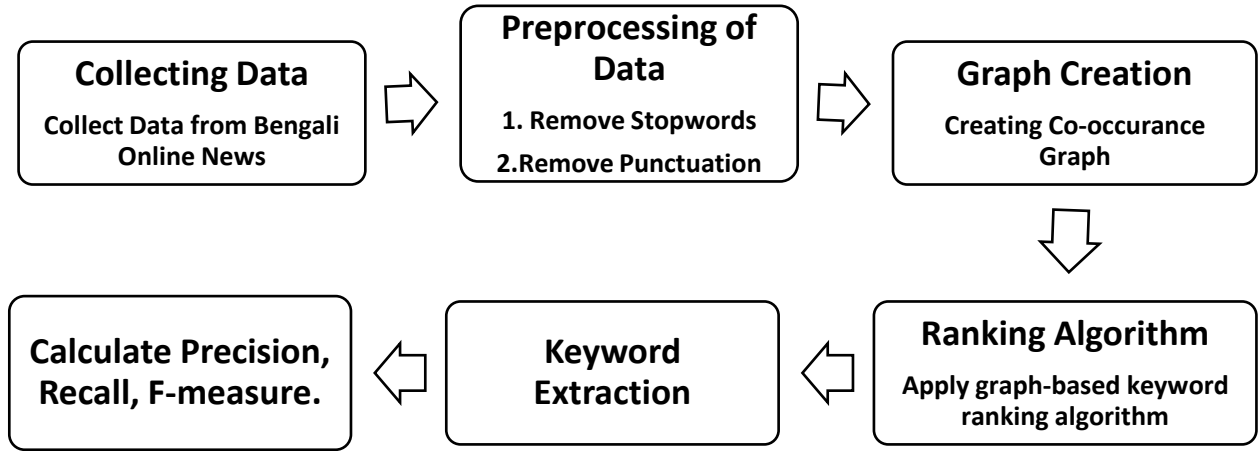 Collecting Data
Collect Data from Bengali
Online News
Preprocessing of
Data
1. Remove Stopwords
2.Remove Punctuation
Graph Creation
Creating Co-occurance
Graph
Ranking Algorithm
Apply graph-based keyword
ranking algorithm
Keyword
Extraction
Calculate Precision,
Recall, F-measure.